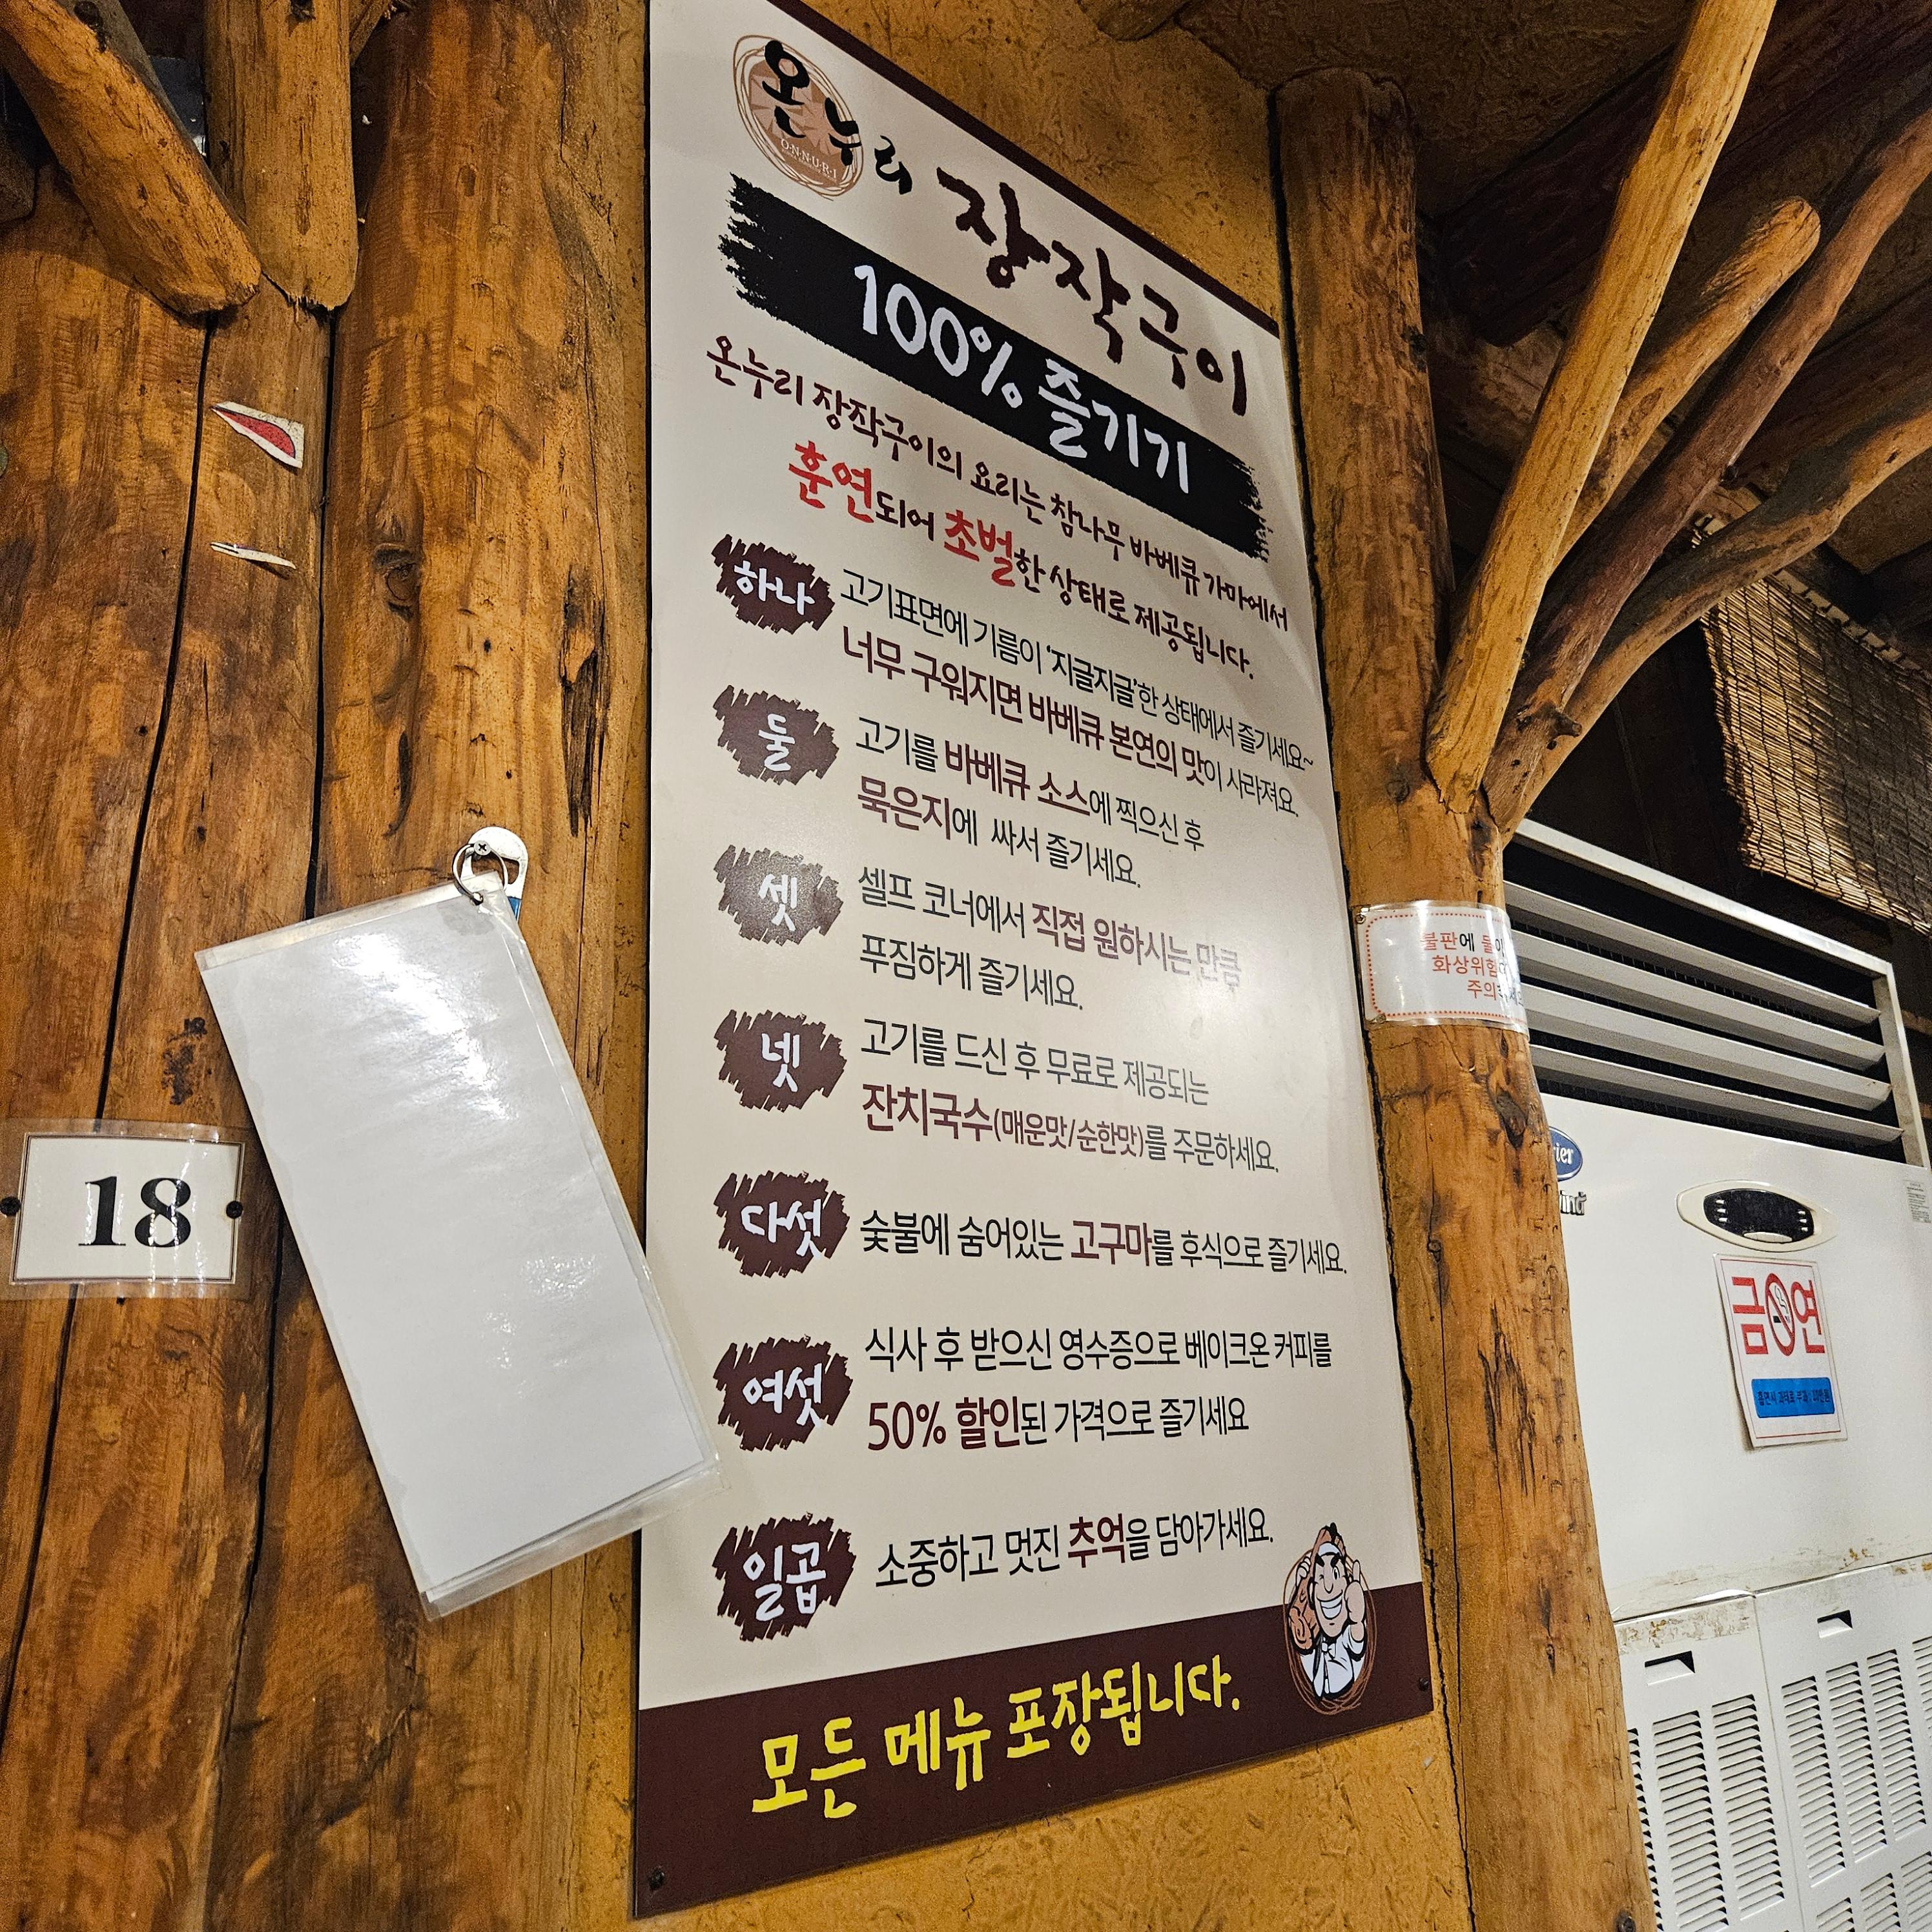 온누리
ONNURI
장작구이
100% 즐기기
온누리 장작구이의 요리는 참나무 바베큐 가마에서
훈연되어 초벌한 상태로 제공됩니다.
하나
고기표면에 기름이 '지글지글'한 상태에서 즐기세요~
너무 구워지면 바베큐 본연의 맛이 사라져요.
둘
고기를 바베큐 소스에 찍으신 후
묵은지에 싸서 즐기세요.
셋
셀프 코너에서 직접 원하시는 만큼
푸짐하게 즐기세요.
넷
고기를 드신 후 무료로 제공되는
잔치국수(매운맛/순한맛)를 주문하세요.
다섯
숯불에 숨어있는 고구마를 후식으로 즐기세요.
여섯
식사 후 받으신 영수증으로 베이크온 커피를
50% 할인된 가격으로 즐기세요
일곱
소중하고 멋진 추억을 담아가세요.
모든 메뉴 포장됩니다.
18
불판에
화상위험
주의
금연